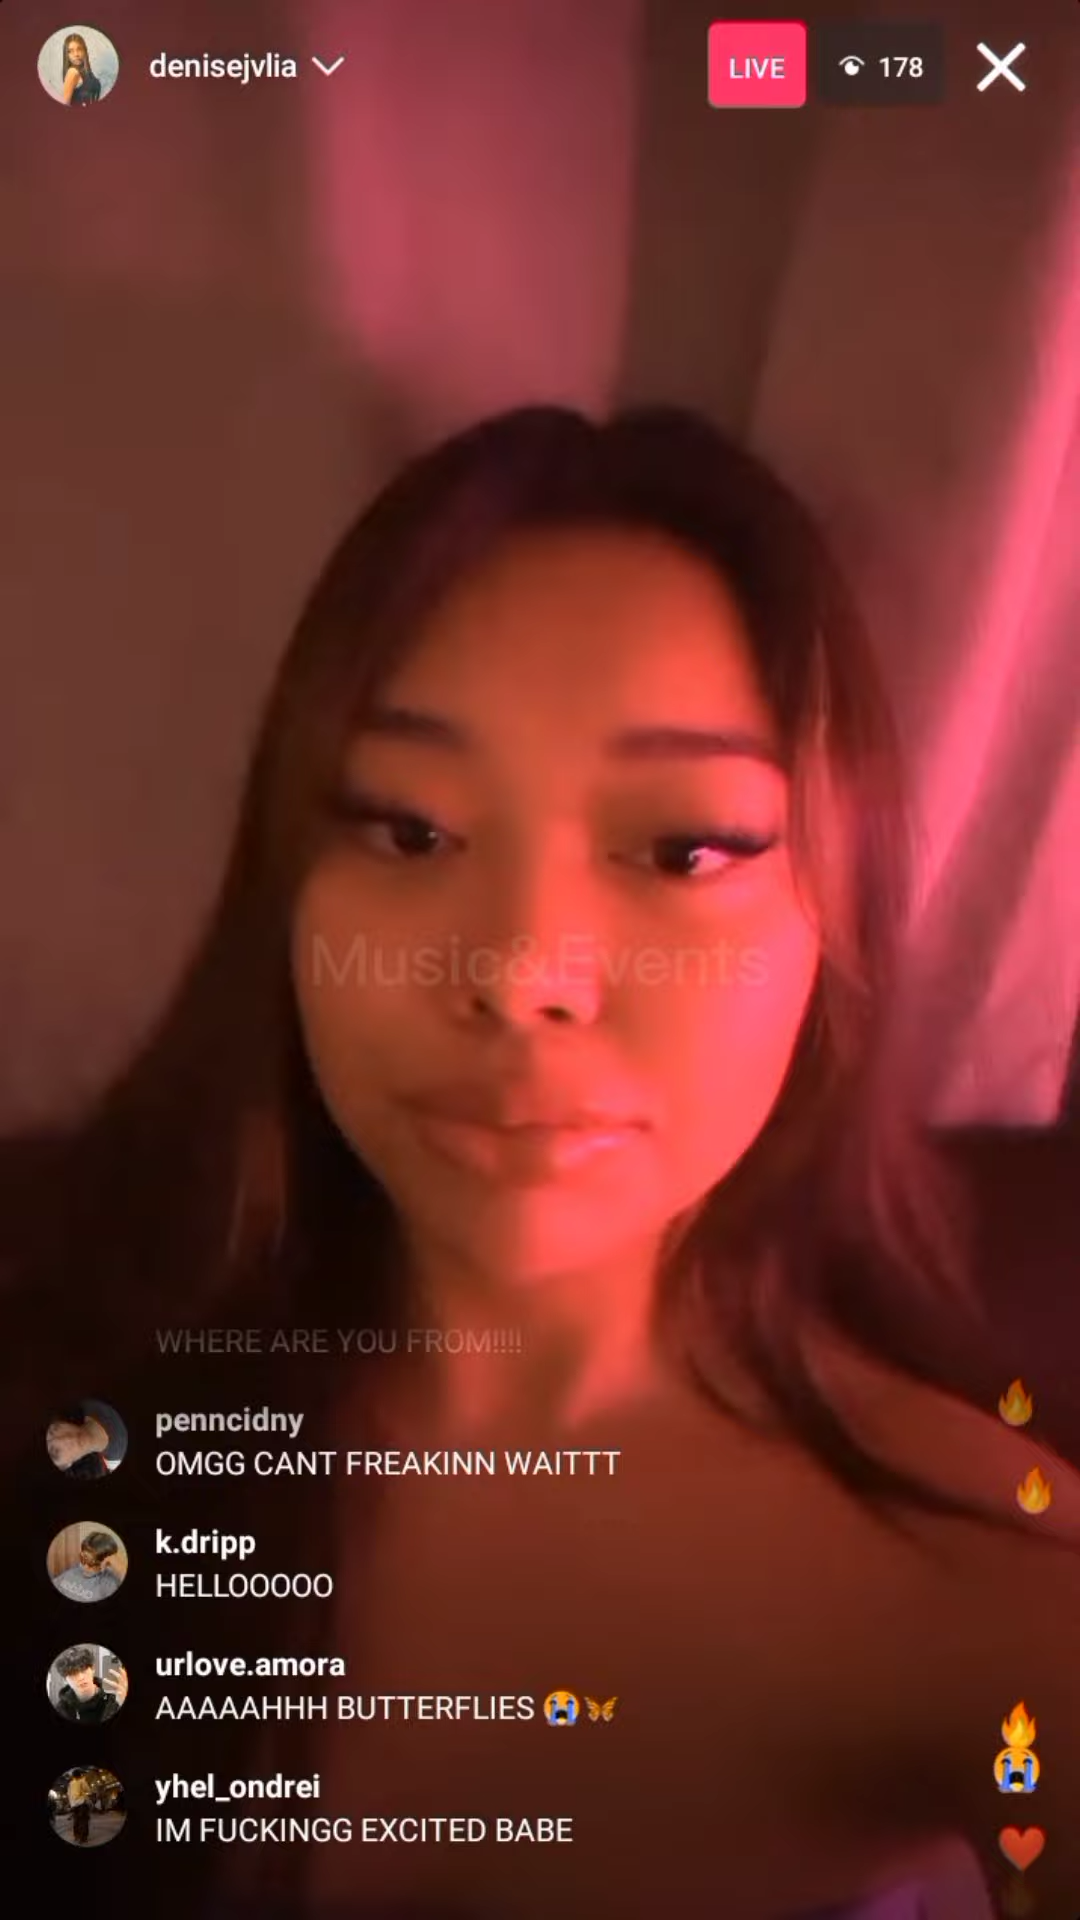 denisejvlia
LIVE
178
Music&Events
WHERE ARE YOU FROM!!!!
penncidny
OMGG CANT FREAKINN WAITTT
k.dripp
HELLOOOOO
urlove.amora
AAAAAHHH BUTTERFLIES 😭🦋
yhel_ondrei
IM FUCKINGG EXCITED BABE